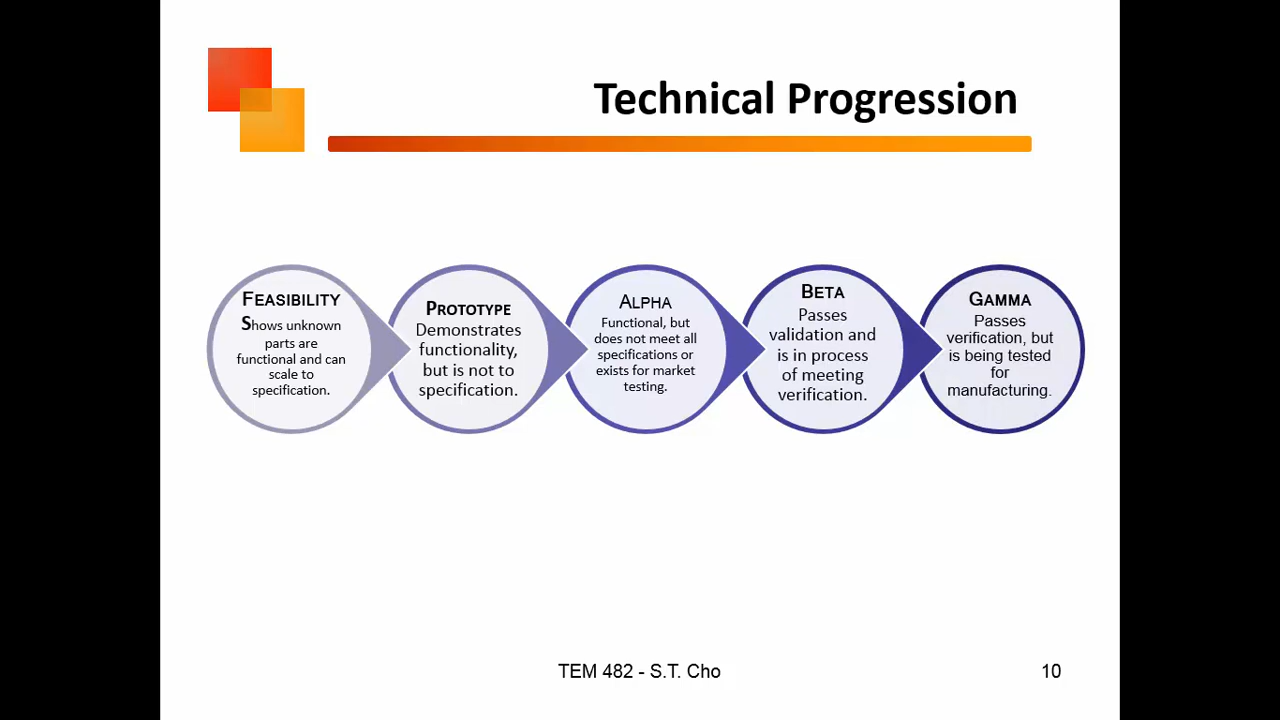 Technical Progression
FEASIBILITY
Shows unknown
parts are
functional and can
scale to
specification.
PROTOTYPE
Demonstrates
functionality,
but is not to
specification.
ALPHA
Functional, but
does not meet all
specifications or
exists for market
testing.
BETA
Passes
validation and
is in process
of meeting
verification.
GAMMA
Passes
verification, but
is being tested
for
manufacturing.
TEM 482 - S.T. Cho
10